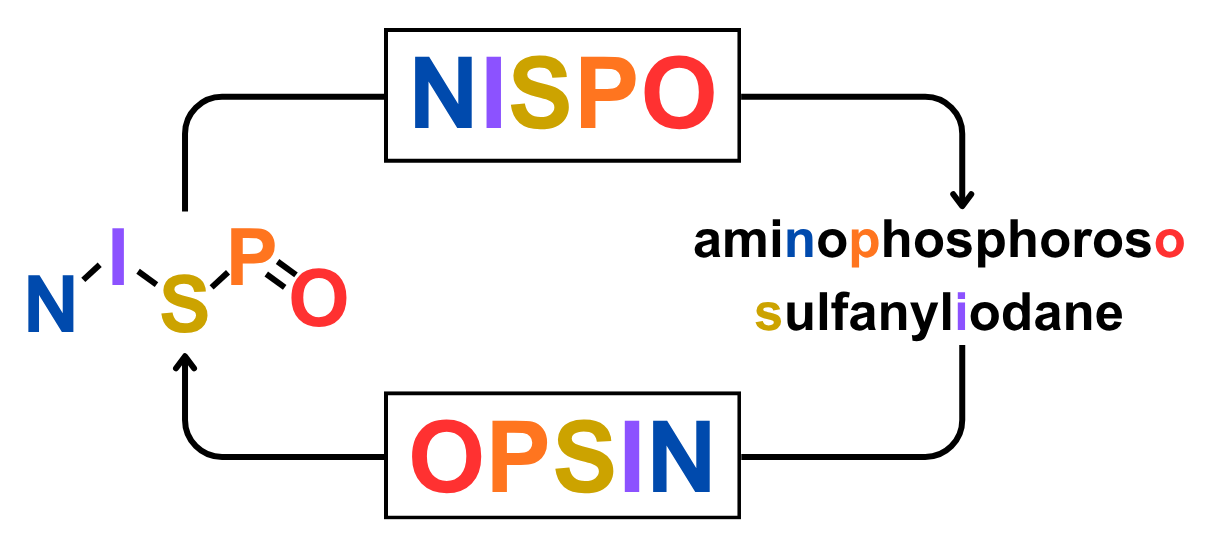 NISPO
N I S P O
aminophosphoroso
sulfanyliodane
OPSIN